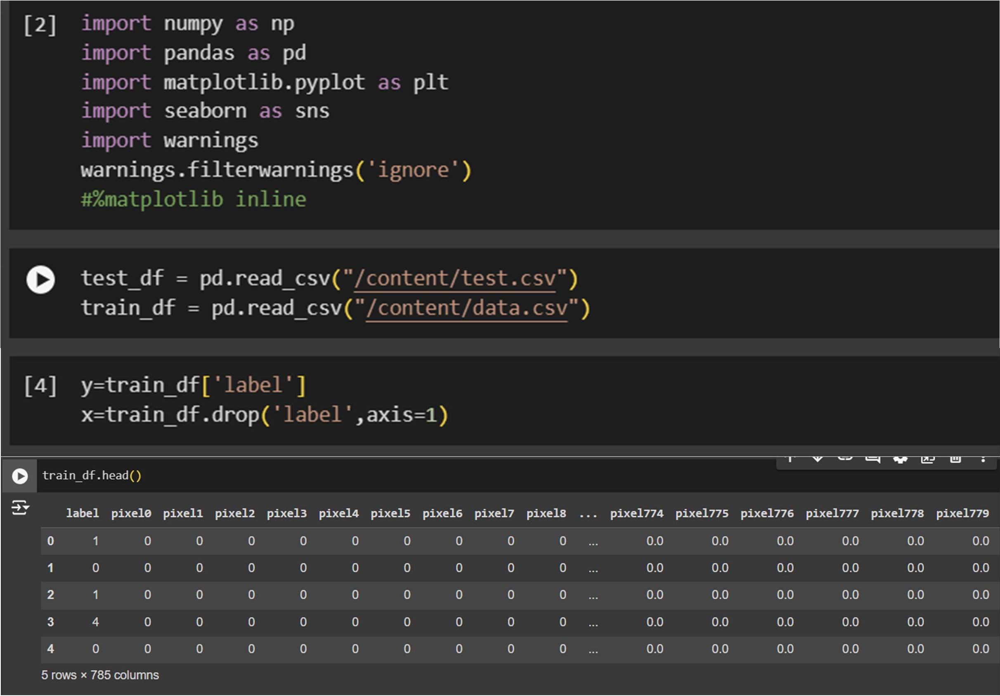 [2] import numpy as np
import pandas as pd
import matplotlib.pyplot as plt
import seaborn as sns
import warnings
warnings.filterwarnings('ignore')
#%matplotlib inline
test_df = pd.read_csv("/content/test.csv")
train_df = pd.read_csv("/content/data.csv")
[4] y=train_df['label']
x=train_df.drop('label',axis=1)
train_df.head()
label pixel0 pixel1 pixel2 pixel3 pixel4 pixel5 pixel6 pixel7 pixel8 ... pixel774 pixel775 pixel776 pixel777 pixel778 pixel779
0 1 0 0 0 0 0 0 0 0 0 ... 0.0 0.0 0.0 0.0 0.0 0.0
1 0 0 0 0 0 0 0 0 0 0 ... 0.0 0.0 0.0 0.0 0.0 0.0
2 1 0 0 0 0 0 0 0 0 0 ... 0.0 0.0 0.0 0.0 0.0 0.0
3 4 0 0 0 0 0 0 0 0 0 ... 0.0 0.0 0.0 0.0 0.0 0.0
4 0 0 0 0 0 0 0 0 0 0 ... 0.0 0.0 0.0 0.0 0.0 0.0
5 rows × 785 columns